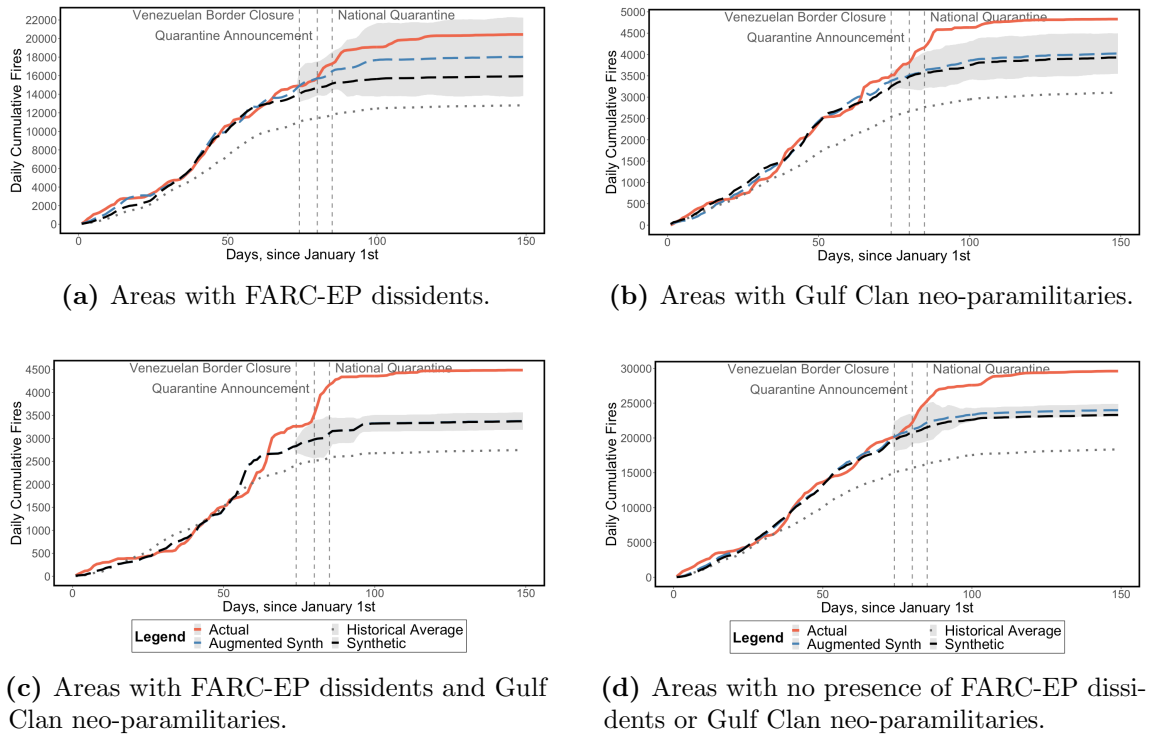 Venezuelan Border Closure
National Quarantine
Quarantine Announcement
Daily Cumulative Fires
22000
20000
18000
16000
14000
12000
10000
8000
6000
4000
2000
0
0
50
100
150
Days, since January 1st
(a) Areas with FARC-EP dissidents.
Venezuelan Border Closure
National Quarantine
Quarantine Announcement
Daily Cumulative Fires
5000
4500
4000
3500
3000
2500
2000
1500
1000
500
0
0
50
100
150
Days, since January 1st
(b) Areas with Gulf Clan neo-paramilitaries.
Venezuelan Border Closure
National Quarantine
Quarantine Announcement
Daily Cumulative Fires
4500
4000
3500
3000
2500
2000
1500
1000
500
0
0
50
100
150
Days, since January 1st
Legend
Actual
Historical Average
Augmented Synth
Synthetic
(c) Areas with FARC-EP dissidents and Gulf
Clan neo-paramilitaries.
Venezuelan Border Closure
National Quarantine
Quarantine Announcement
Daily Cumulative Fires
30000
25000
20000
15000
10000
5000
0
0
50
100
150
Days, since January 1st
Legend
Actual
Historical Average
Augmented Synth
Synthetic
(d) Areas with no presence of FARC-EP dissi-
dents or Gulf Clan neo-paramilitaries.